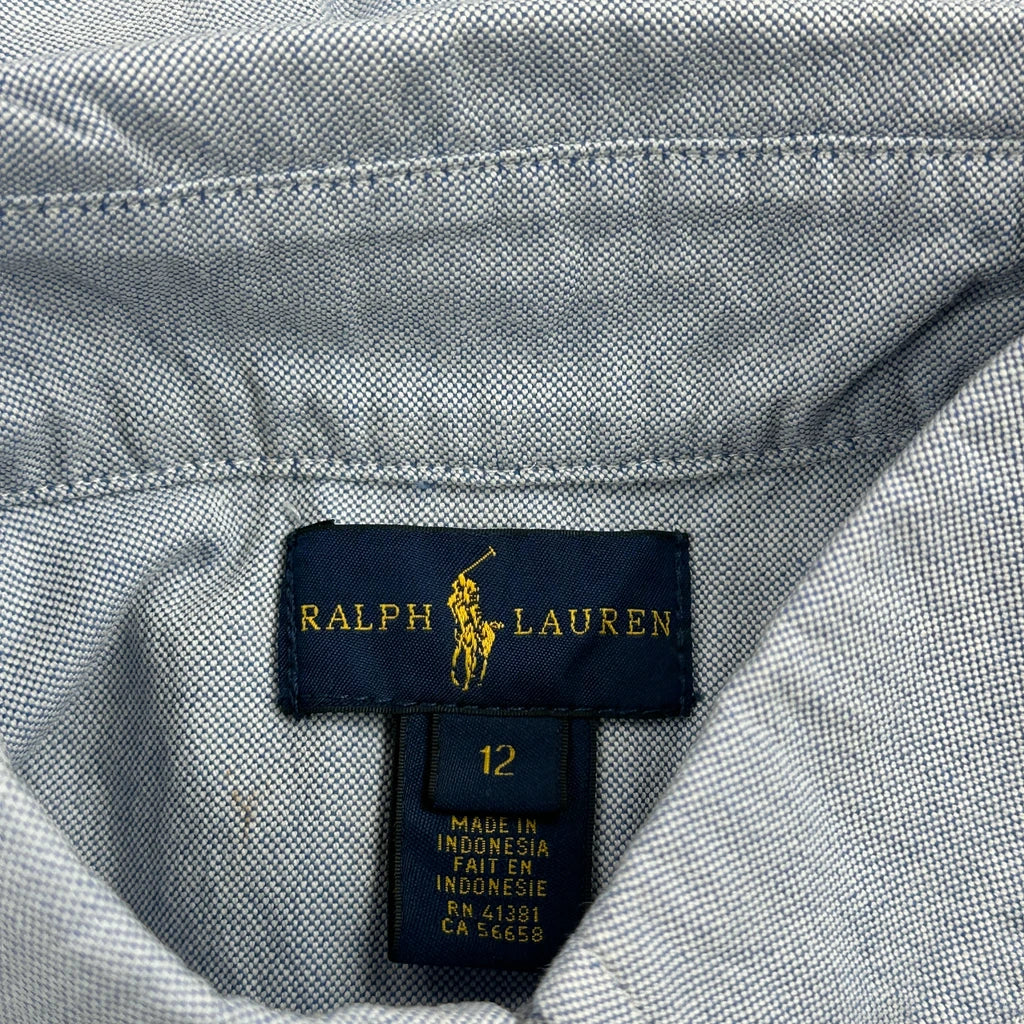 RALPH LAUREN
12
MADE IN
INDONESIA
FAIT EN
INDONESIE
RN 41381
CA 56658